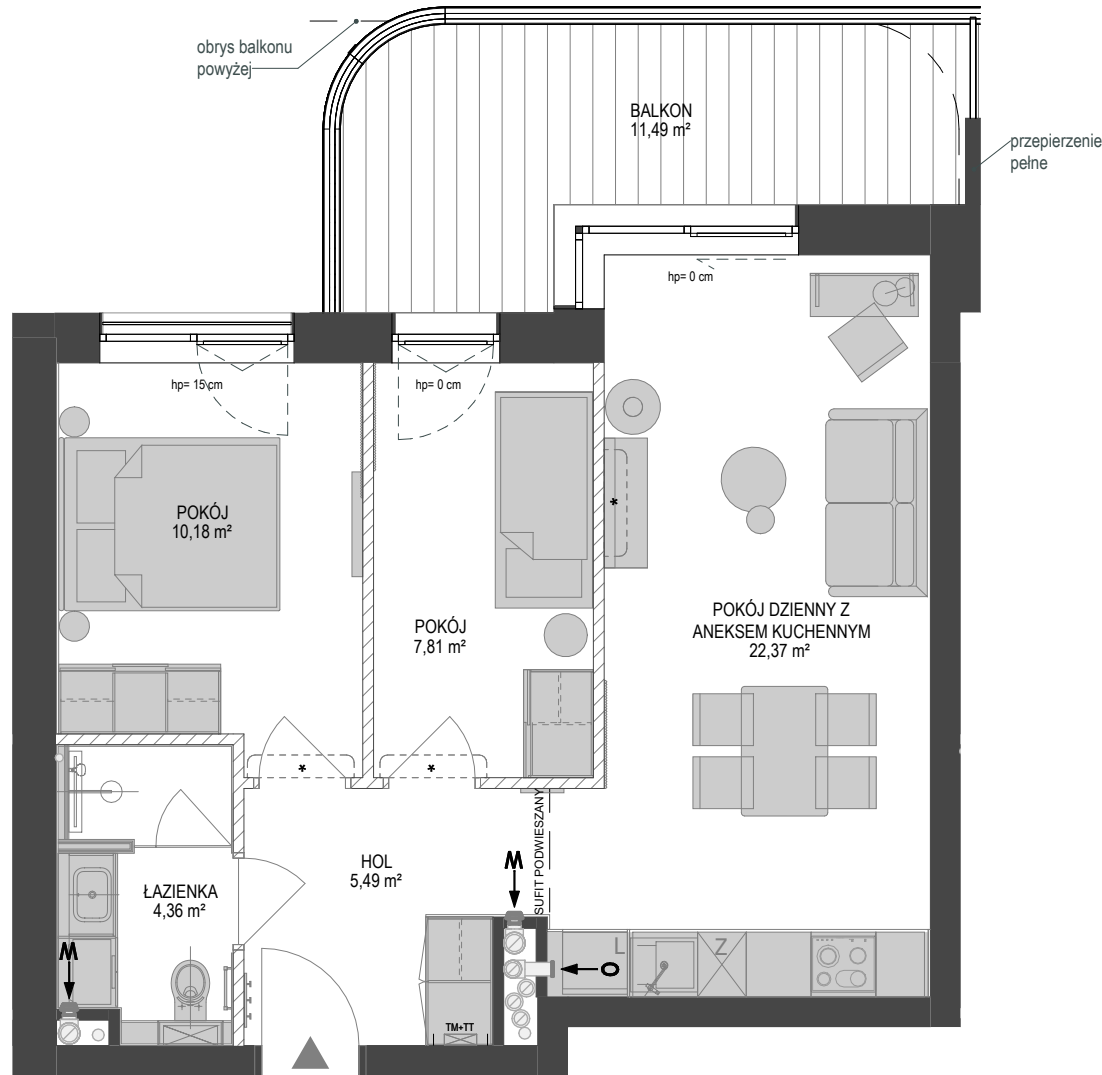 obrys balkonu
powyżej
BALKON
11,49 m²
przepierzenie
pełne
hp= 0 cm
hp= 15 cm
hp= 0 cm
*
POKÓJ
10,18 m²
POKÓJ
7,81 m²
POKÓJ DZIENNY Z
ANEKSEM KUCHENNYM
22,37 m²
*
*
SUFIT PODWIESZANY
HOL
5,49 m²
M
ŁAZIENKA
4,36 m²
M
O
L
Z
TM+TT